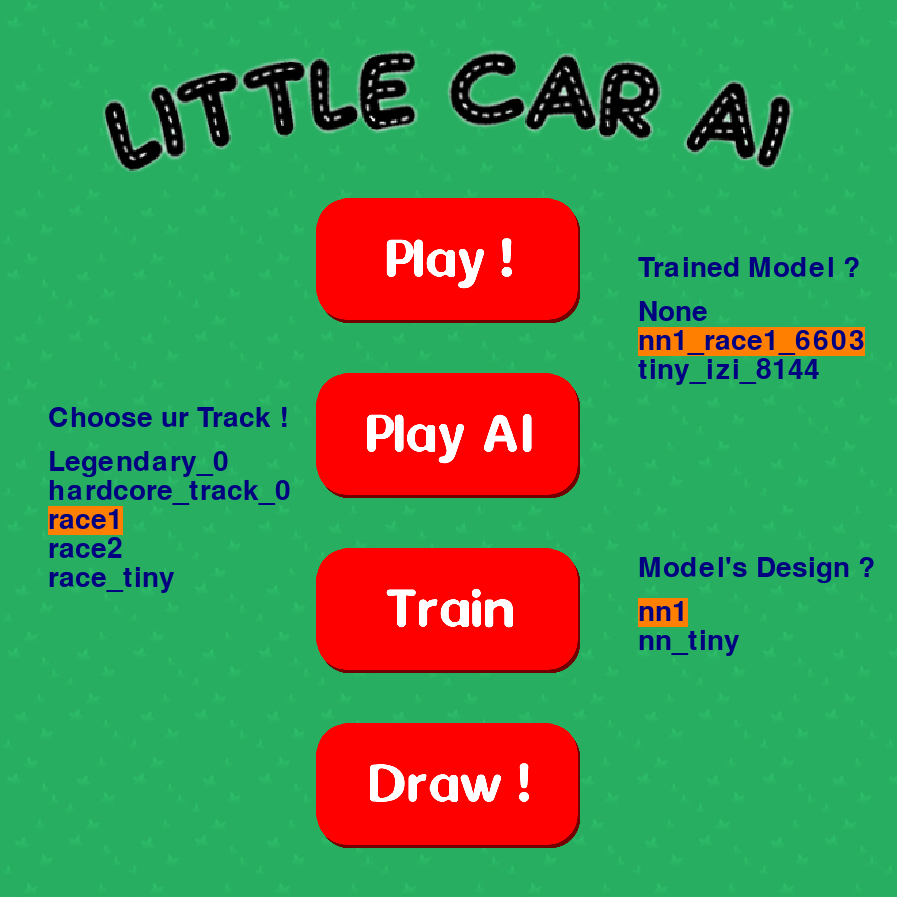 LITTLE CAR AI
Play !
Trained Model ?
None
nn1_race1_6603
tiny_izi_8144
Play AI
Choose ur Track !
Legendary_0
hardcore_track_0
race1
race2
race_tiny
Train
Model's Design ?
nn1
nn_tiny
Draw !